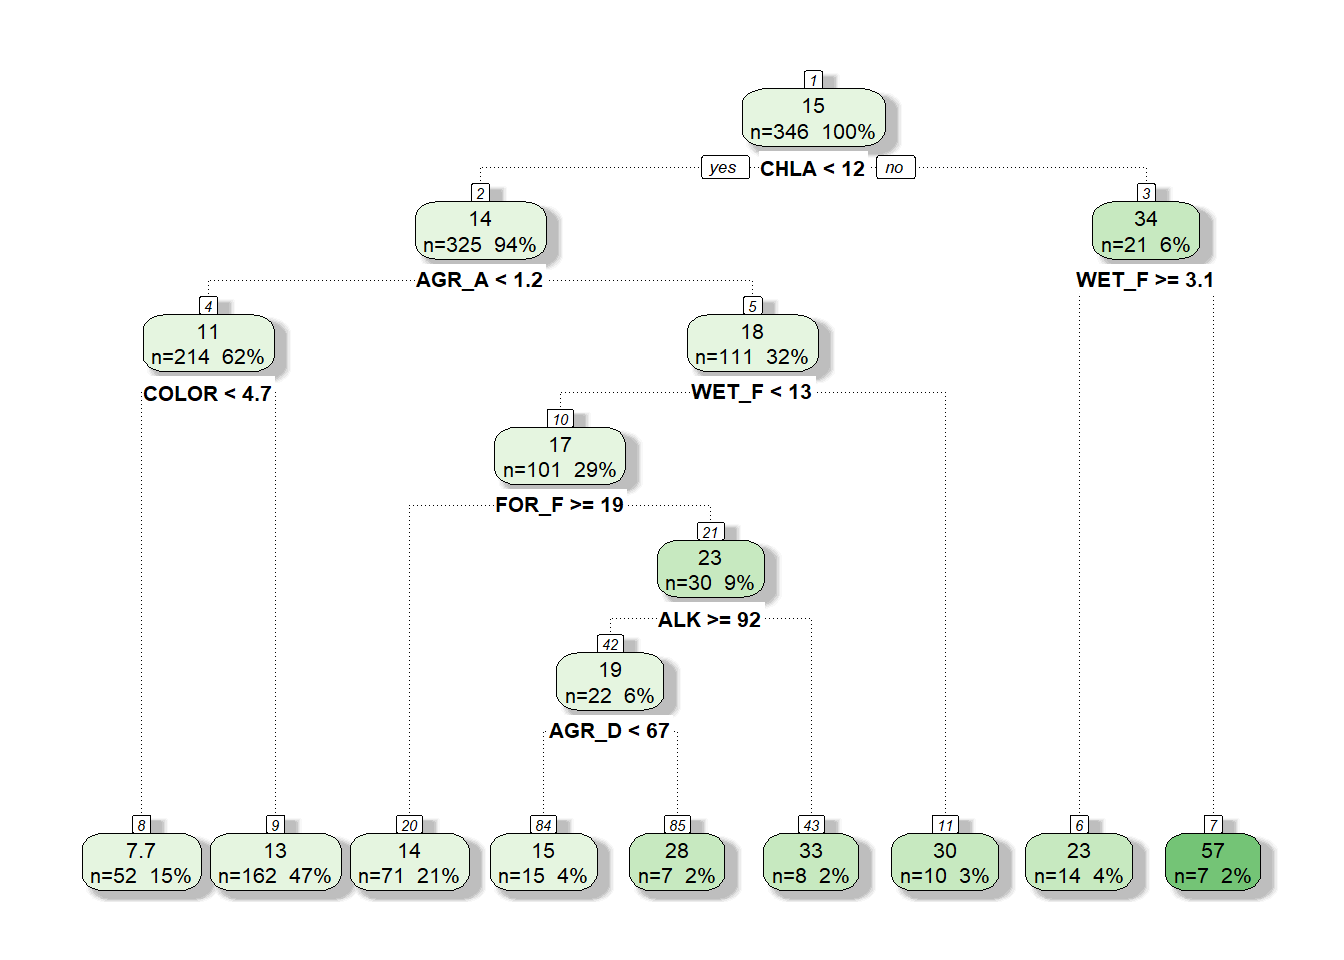 1
15
n=346 100%
yes CHLA < 12 no
2
14
n=325 94%
AGR_A < 1.2
3
34
n=21 6%
WET_F >= 3.1
4
11
n=214 62%
COLOR < 4.7
5
18
n=111 32%
WET_F < 13
10
17
n=101 29%
FOR_F >= 19
21
23
n=30 9%
ALK >= 92
42
19
n=22 6%
AGR_D < 67
8
7.7
n=52 15%
9
13
n=162 47%
20
14
n=71 21%
84
15
n=15 4%
85
28
n=7 2%
43
33
n=8 2%
11
30
n=10 3%
6
23
n=14 4%
7
57
n=7 2%